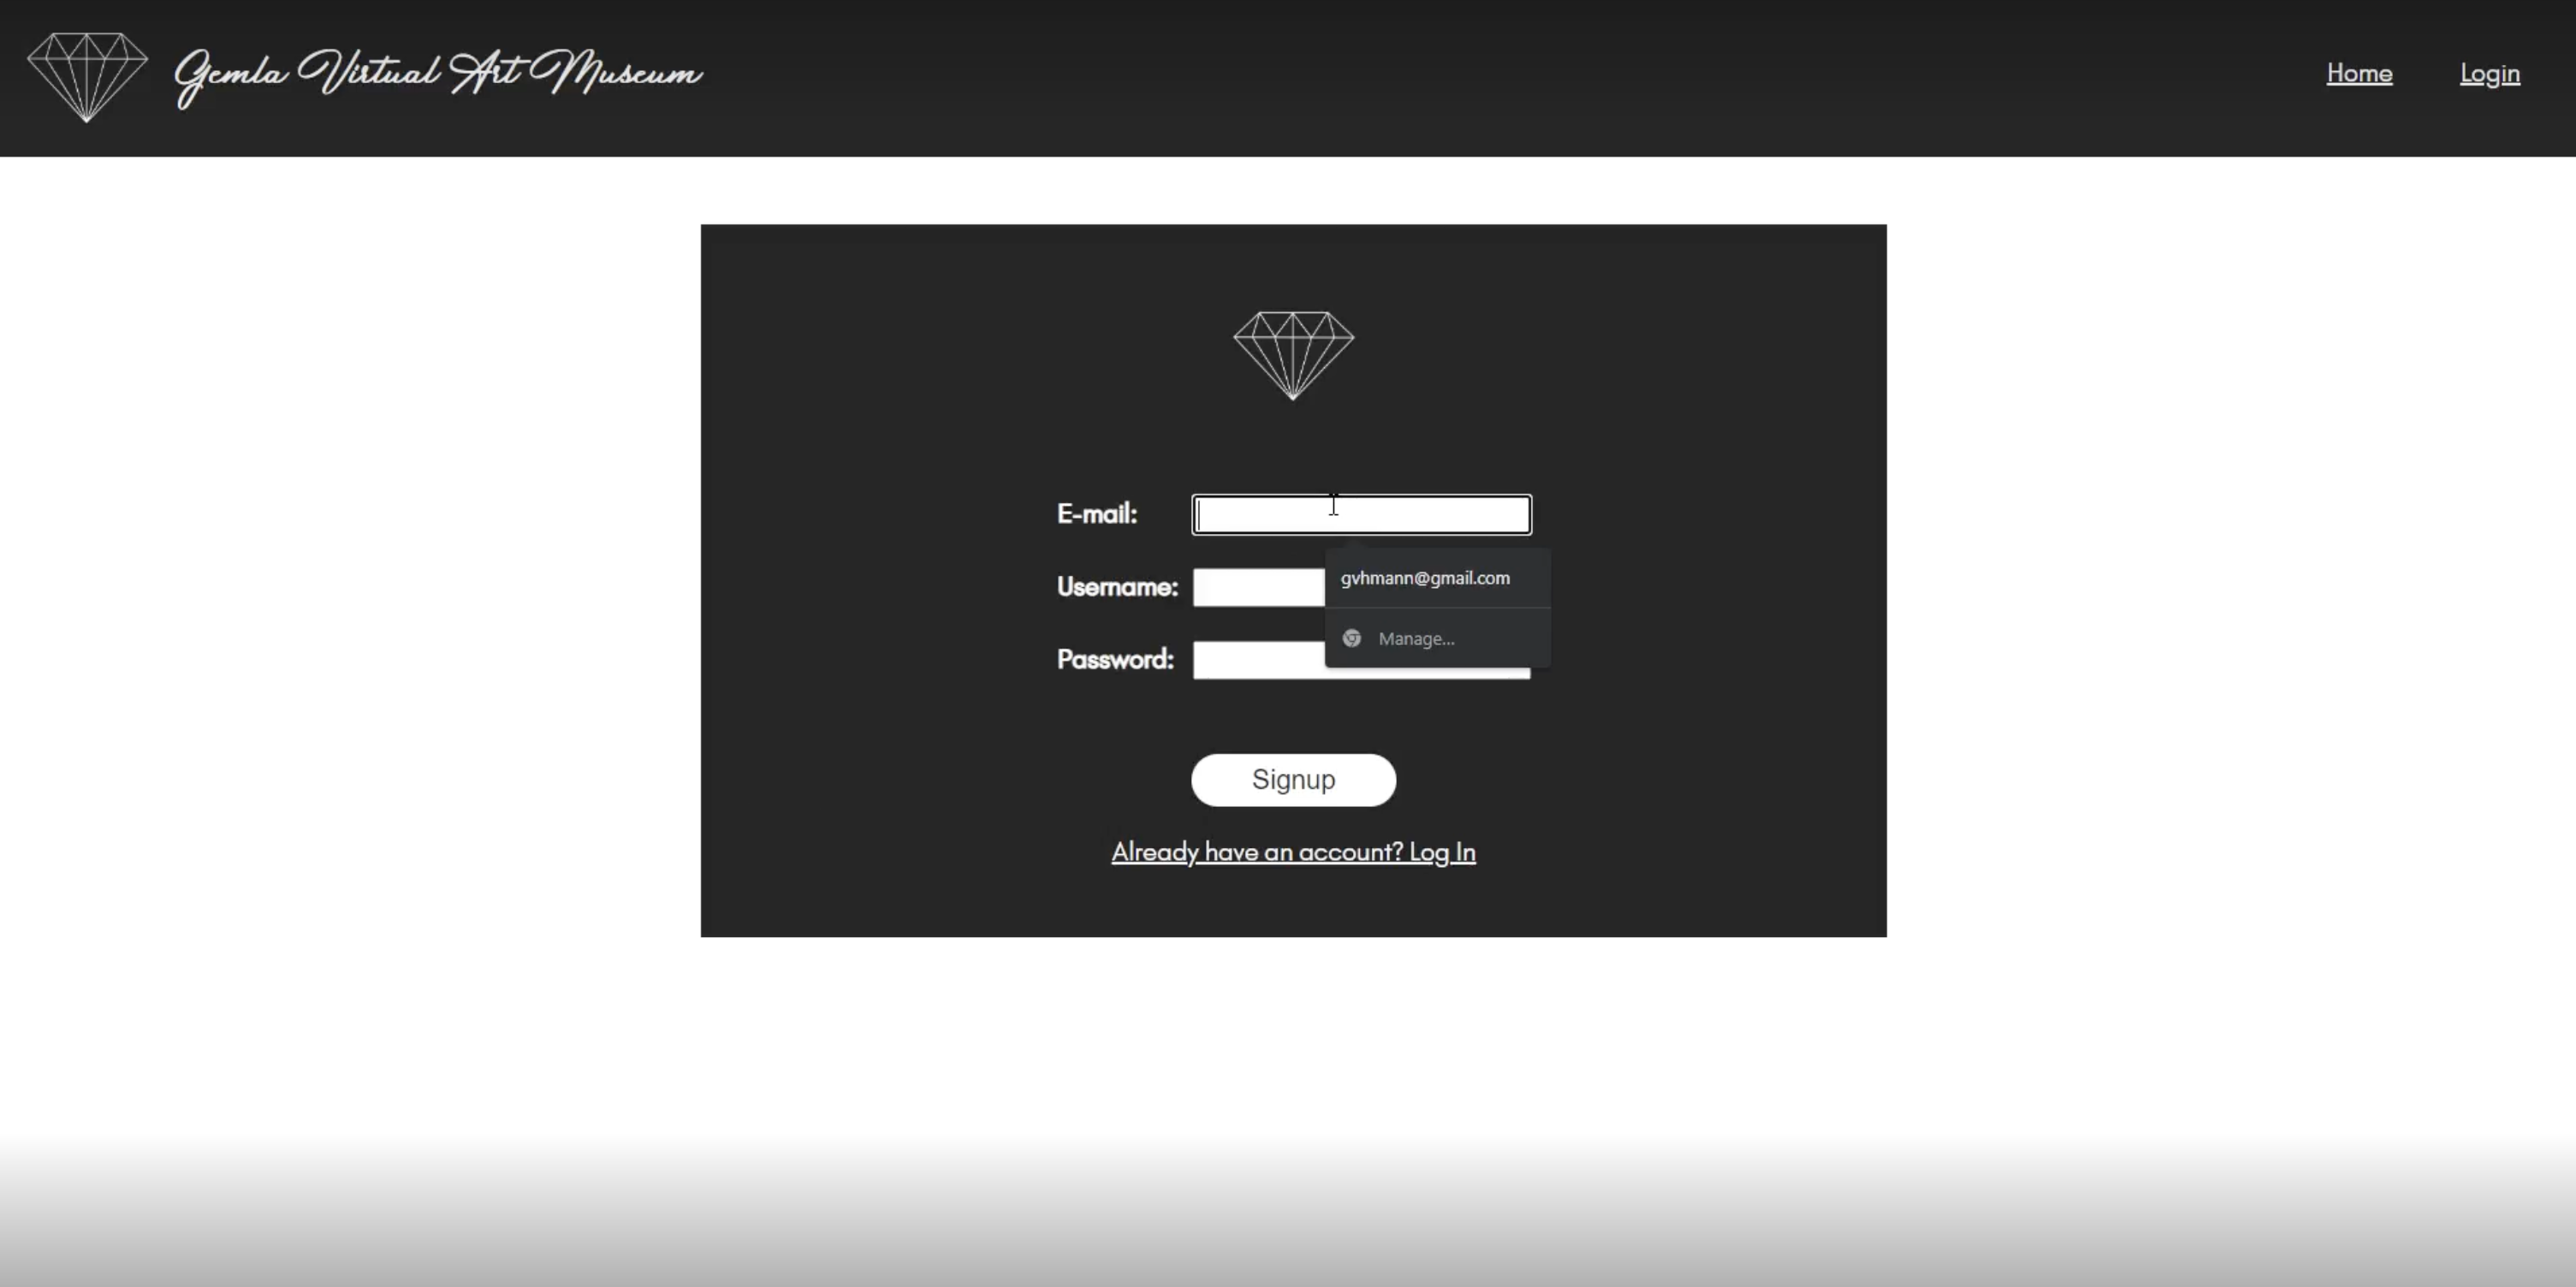 Gemla Virtual Art Museum
Home Login
E-mail:
gvhmann@gmail.com
Username:
Manage...
Password:
Signup
Already have an account? Log In